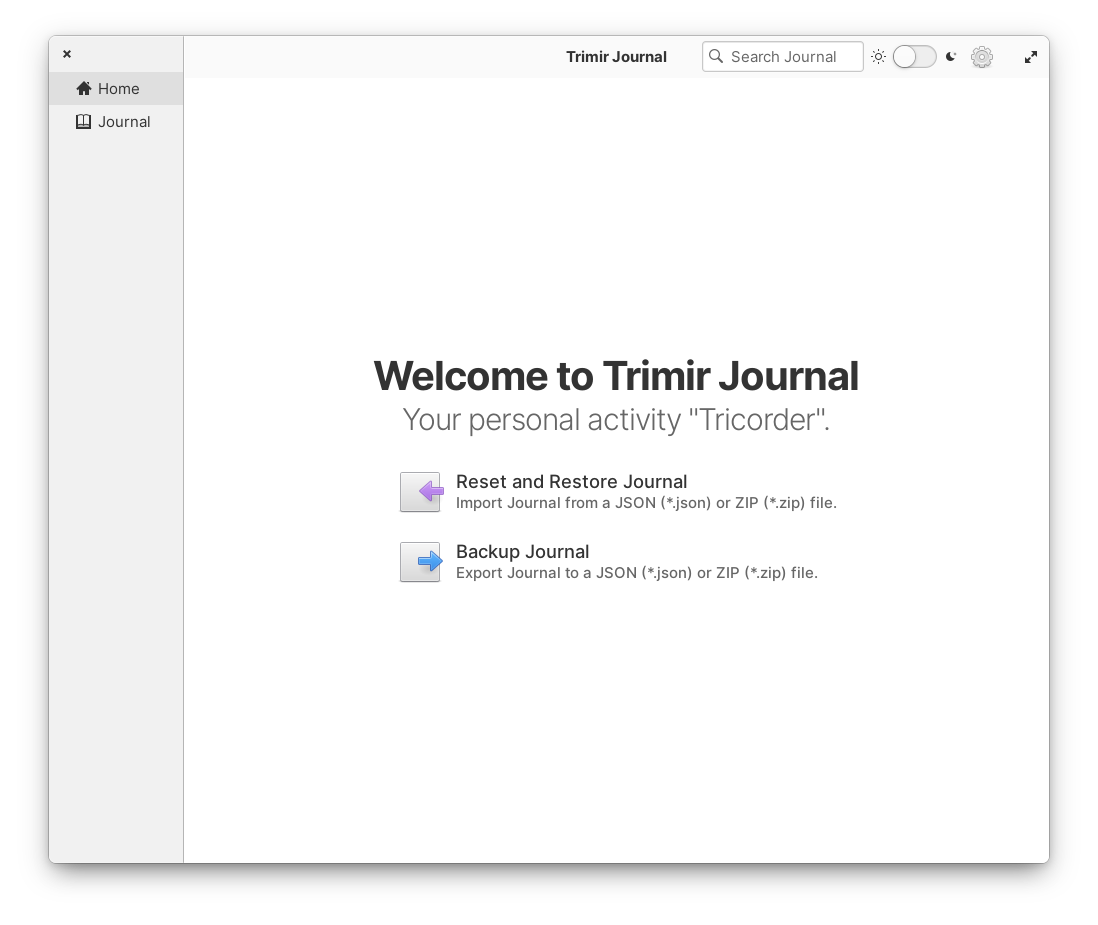 Trimir Journal
Search Journal
Home
Journal
Welcome to Trimir Journal
Your personal activity "Tricorder".
Reset and Restore Journal
Import Journal from a JSON (*.json) or ZIP (*.zip) file.
Backup Journal
Export Journal to a JSON (*.json) or ZIP (*.zip) file.